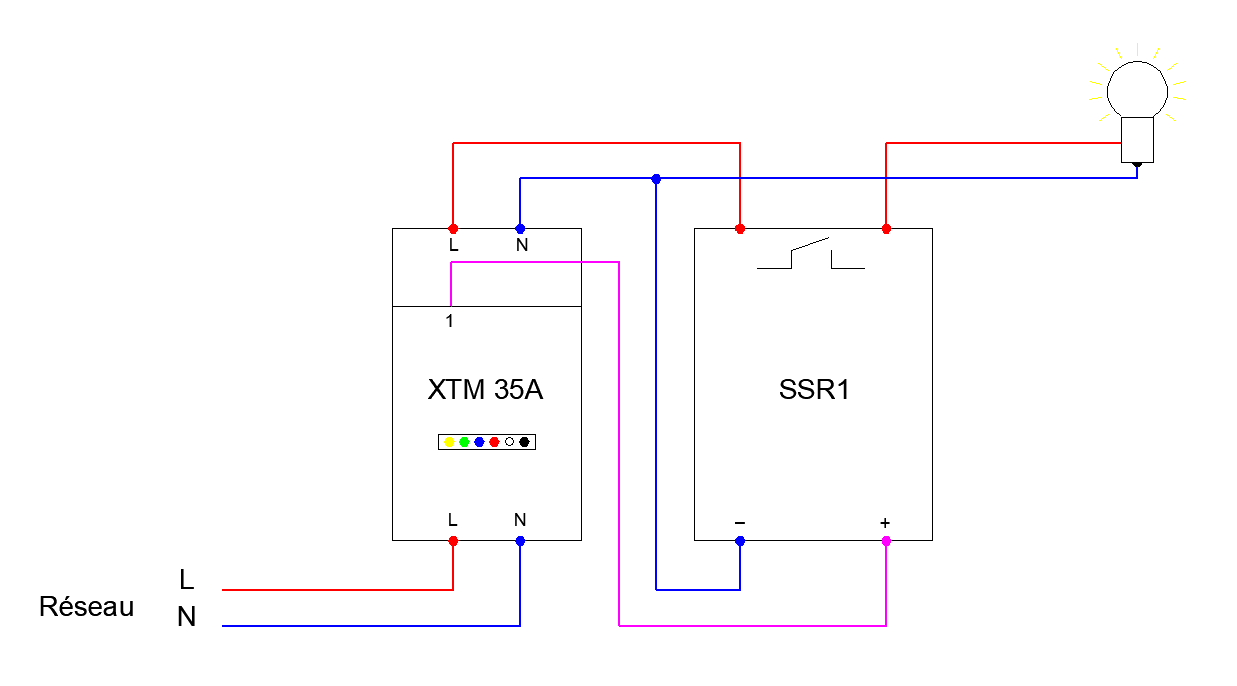 L N
1
XTM 35A
SSR1
L N
– +
L
Réseau
N